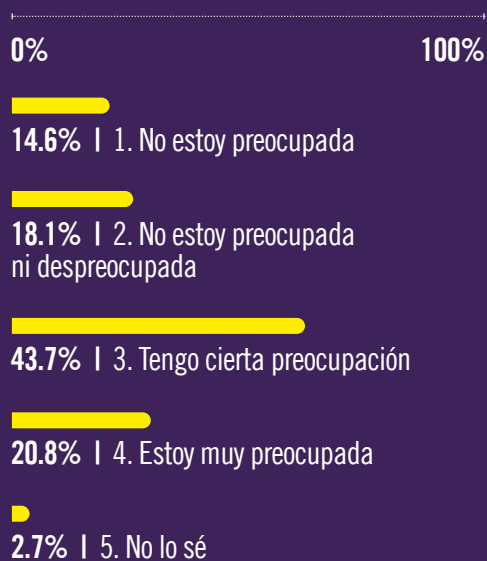 0% 100%
14.6% | 1. No estoy preocupada
18.1% | 2. No estoy preocupada
ni despreocupada
43.7% | 3. Tengo cierta preocupación
20.8% | 4. Estoy muy preocupada
2.7% | 5. No lo sé